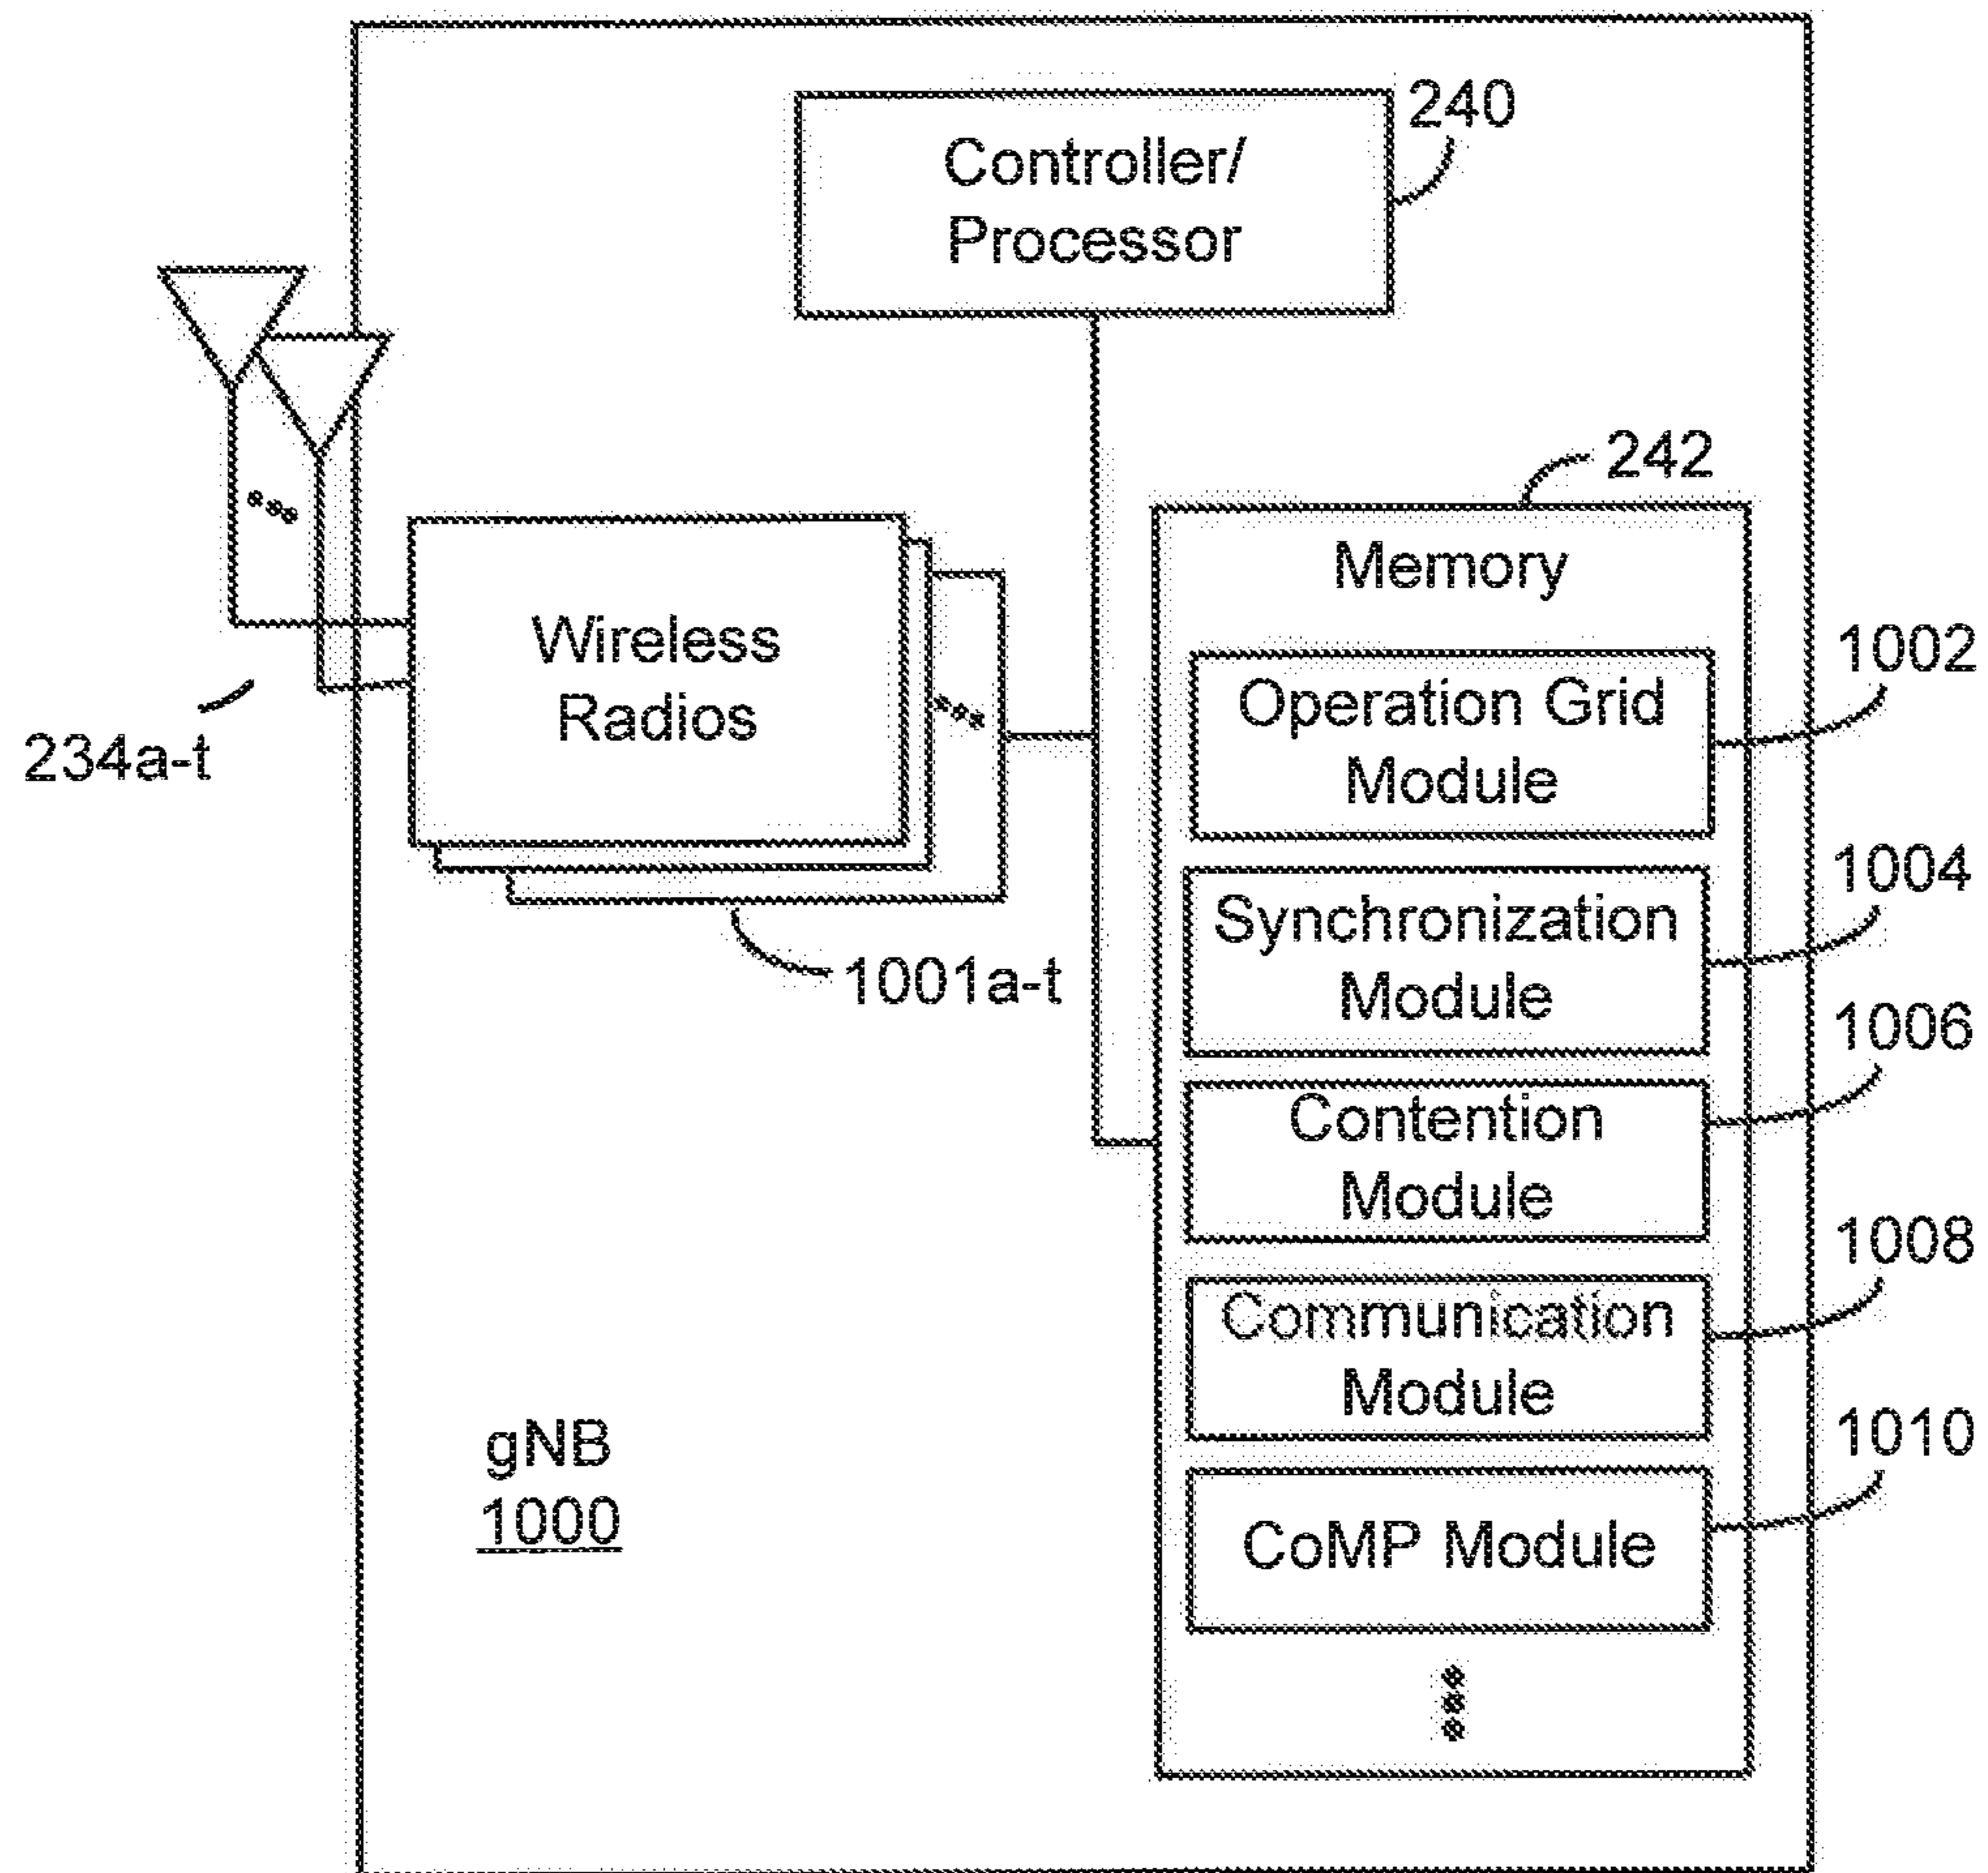 240
Controller/
Processor
242
Memory
Wireless
Radios
1002
Operation Grid
Module
234a-t
1004
Synchronization
Module
1001a-t
1006
Contention
Module
1008
Communication
Module
1010
CoMP Module
gNB
1000